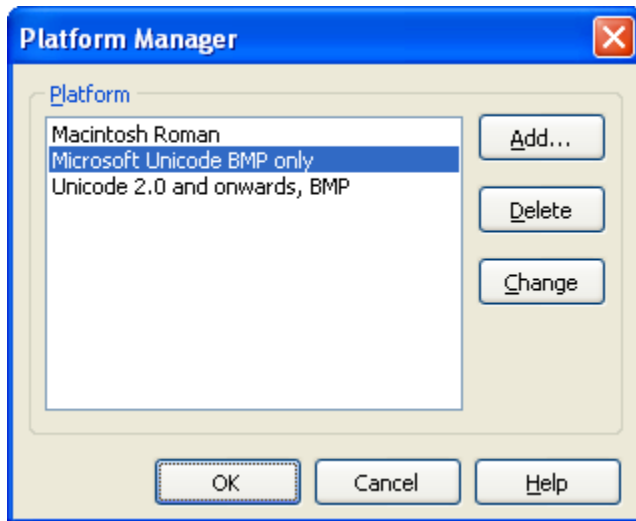 Platform Manager
Platform
Macintosh Roman
Microsoft Unicode BMP only
Unicode 2.0 and onwards, BMP
Add...
Delete
Change
OK
Cancel
Help